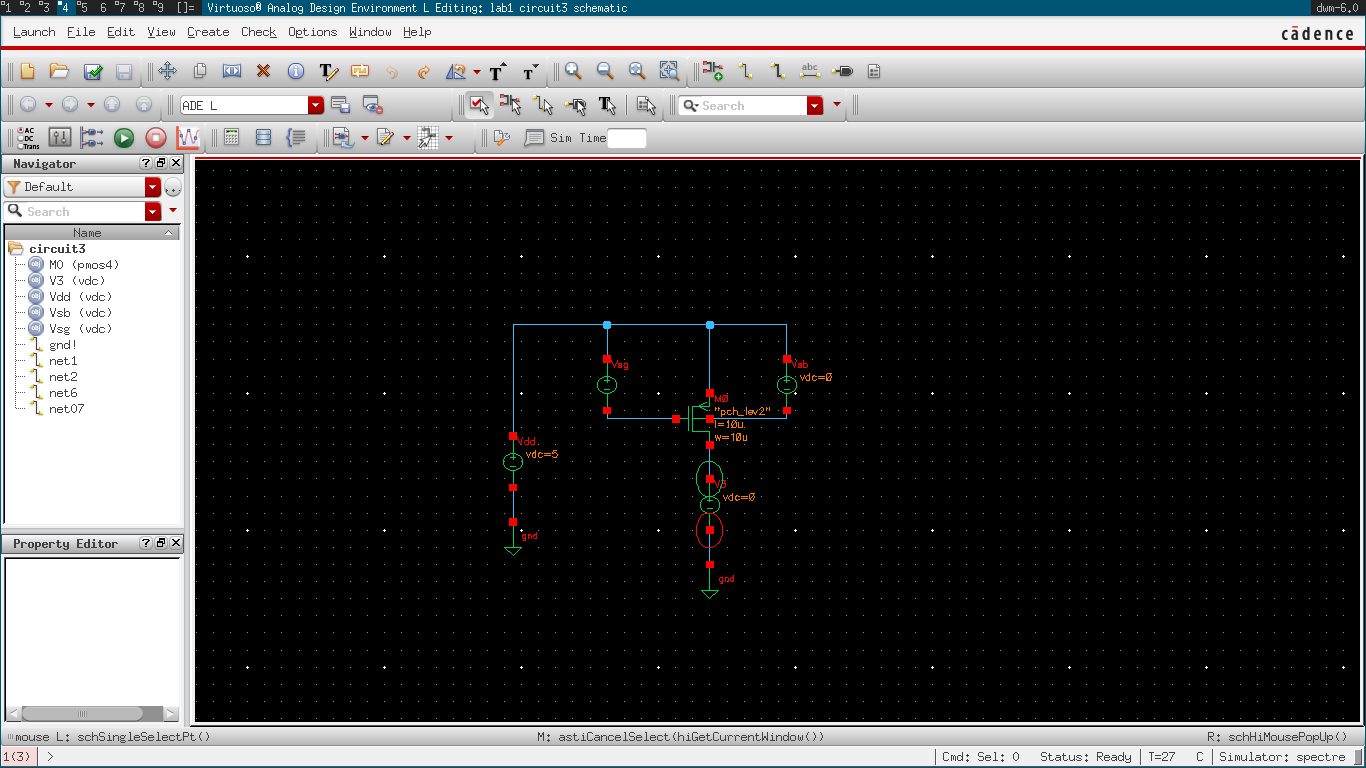 1 2 3 4 5 6 7 8 9 []= Virtuoso® Analog Design Environment L Editing: lab1 circuit3 schematic dwm-6.0
Launch File Edit View Create Check Options Window Help cādence
abc
ADE L Search
AC DC Trans Sim Time
Navigator
Default
Search
Name
circuit3
M0 (pmos4)
V3 (vdc)
Vdd (vdc)
Vsb (vdc)
Vsg (vdc)
gnd!
net1
net2
net6
net07
Property Editor
Vsg
Vsb
vdc=0
M0
"pch_lev2"
l=10u
w=10u
Vdd
vdc=5
V3
vdc=0
gnd
gnd
mouse L: schSingleSelectPt() M: astiCancelSelect(hiGetCurrentWindow()) R: schHiMousePopUp()
1(3) > Cmd: Sel: 0 Status: Ready T=27 C Simulator: spectre